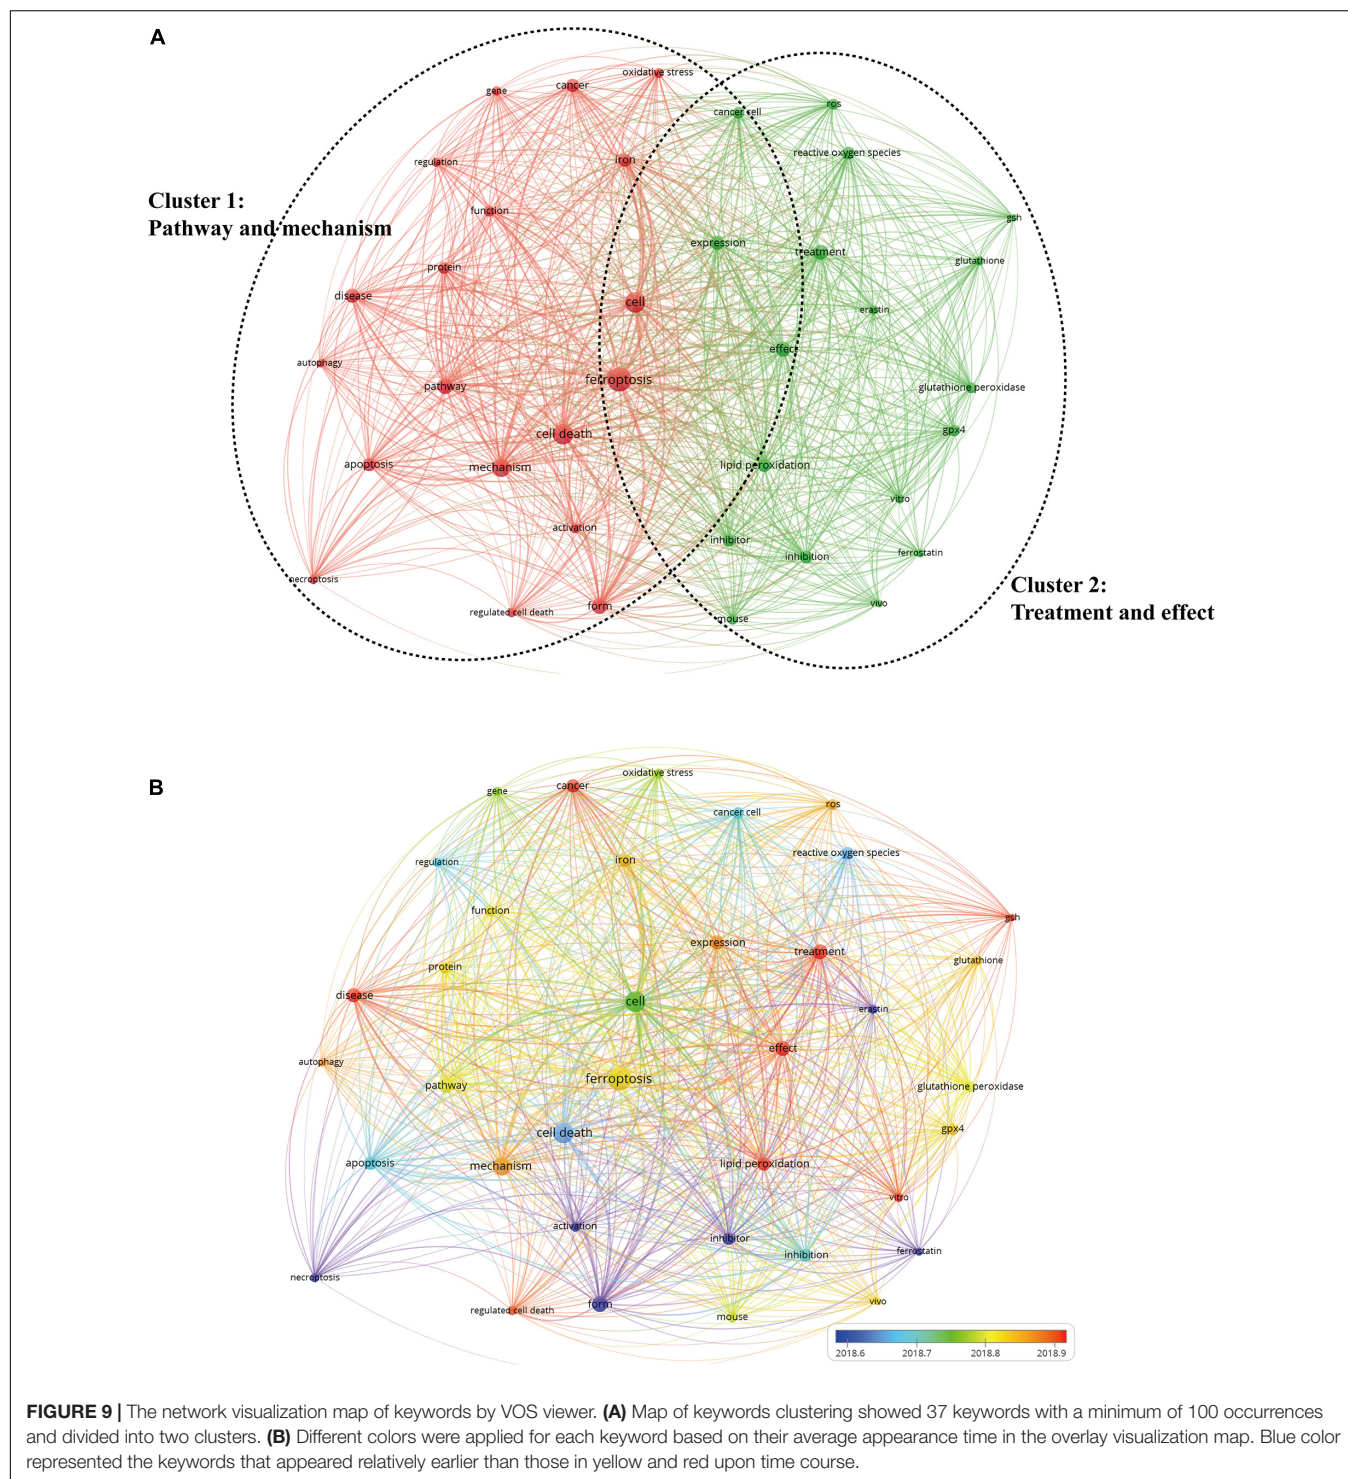 A
oxidative stress
cancer
gene
ros
cancer cell
reactive oxygen species
iron
regulation
Cluster 1:
Pathway and mechanism
function
gsh
expression
treatment
glutathione
protein
disease
cell
erastin
effect
autophagy
ferroptosis
pathway
glutathione peroxidase
gpx4
cell death
apoptosis
mechanism
lipid peroxidation
vitro
activation
inhibitor
inhibition
ferrostatin
necroptosis
Cluster 2:
Treatment and effect
regulated cell death
form
mouse
vivo
B
oxidative stress
cancer
gene
ros
cancer cell
reactive oxygen species
iron
regulation
function
gsh
expression
treatment
glutathione
protein
disease
cell
erastin
effect
autophagy
ferroptosis
pathway
glutathione peroxidase
gpx4
cell death
apoptosis
mechanism
lipid peroxidation
vitro
activation
inhibitor
inhibition
ferrostatin
necroptosis
regulated cell death
form
mouse
vivo
2018.6 2018.7 2018.8 2018.9
FIGURE 9 | The network visualization map of keywords by VOS viewer. (A) Map of keywords clustering showed 37 keywords with a minimum of 100 occurrences
and divided into two clusters. (B) Different colors were applied for each keyword based on their average appearance time in the overlay visualization map. Blue color
represented the keywords that appeared relatively earlier than those in yellow and red upon time course.